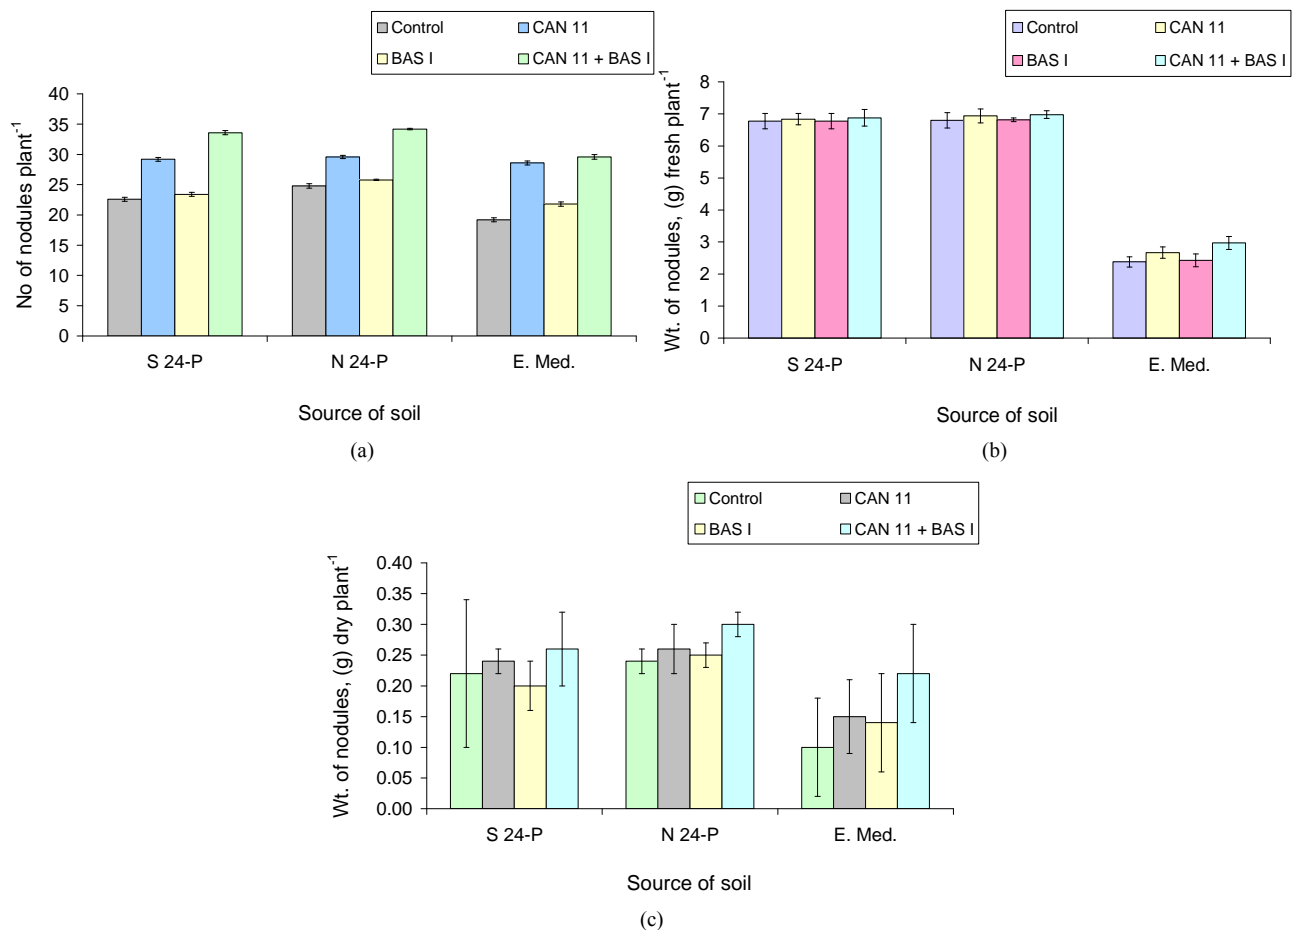 Control CAN 11
BAS I CAN 11 + BAS I
No of nodules plant-1
40
35
30
25
20
15
10
5
0
S 24-P N 24-P E. Med.
Source of soil
(a)
Control CAN 11
BAS I CAN 11 + BAS I
Wt. of nodules, (g) fresh plant-1
8
7
6
5
4
3
2
1
0
S 24-P N 24-P E. Med.
Source of soil
(b)
Control CAN 11
BAS I CAN 11 + BAS I
Wt. of nodules, (g) dry plant-1
0.40
0.35
0.30
0.25
0.20
0.15
0.10
0.05
0.00
S 24-P N 24-P E. Med.
Source of soil
(c)